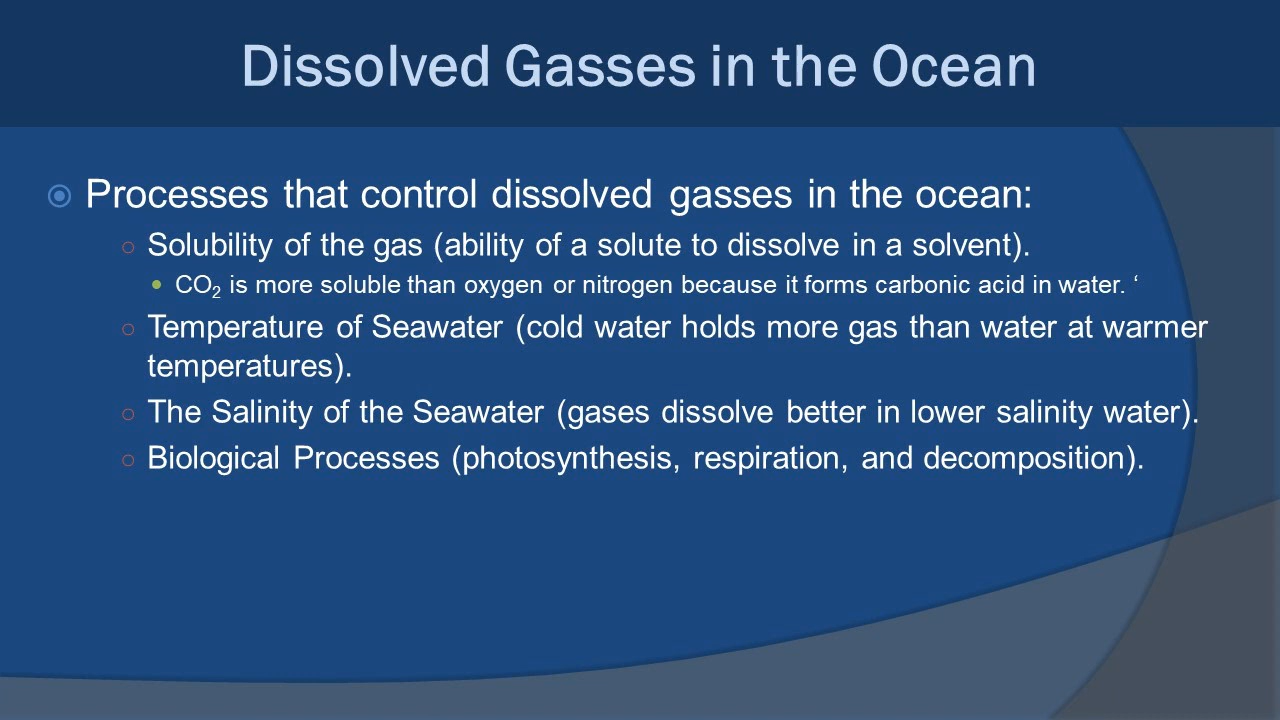 Dissolved Gasses in the Ocean
Processes that control dissolved gasses in the ocean:
Solubility of the gas (ability of a solute to dissolve in a solvent).
CO₂ is more soluble than oxygen or nitrogen because it forms carbonic acid in water. ‘
Temperature of Seawater (cold water holds more gas than water at warmer
temperatures).
The Salinity of the Seawater (gases dissolve better in lower salinity water).
Biological Processes (photosynthesis, respiration, and decomposition).